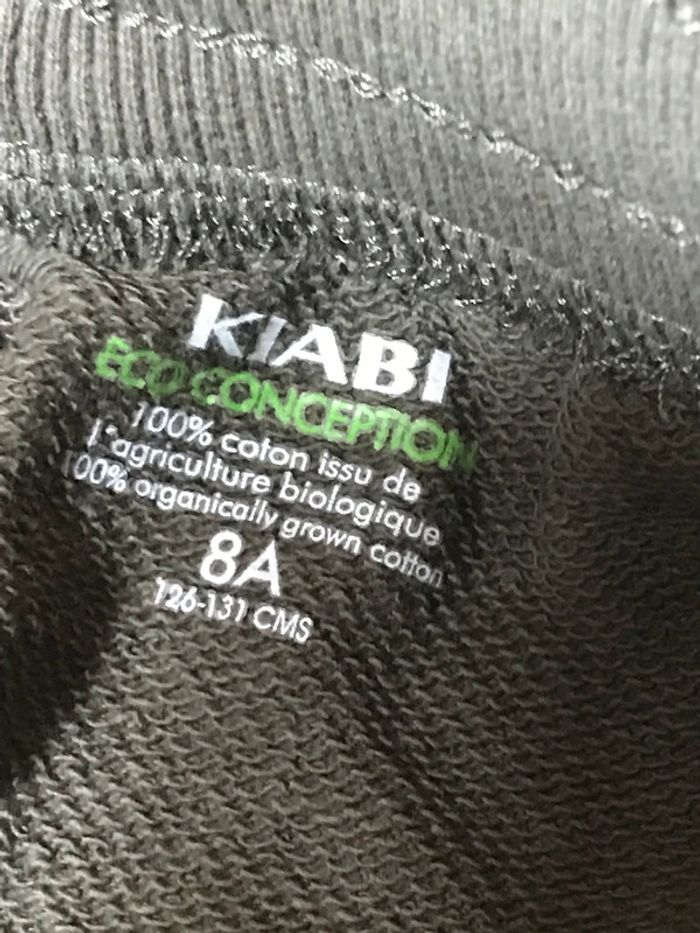 KIABI
ECO CONCEPTION
100% coton issu de
l'agriculture biologique
100% organically grown cotton
8A
126-131 CMS